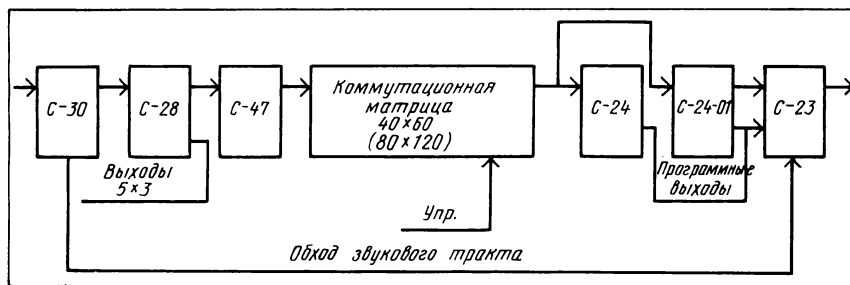 С-30
С-28
С-47
Коммутационная
матрица
40×60
(80×120)
С-24
С-24-01
С-23
Выходы
5×3
Программные
выходы
Упр.
Обход звукового тракта